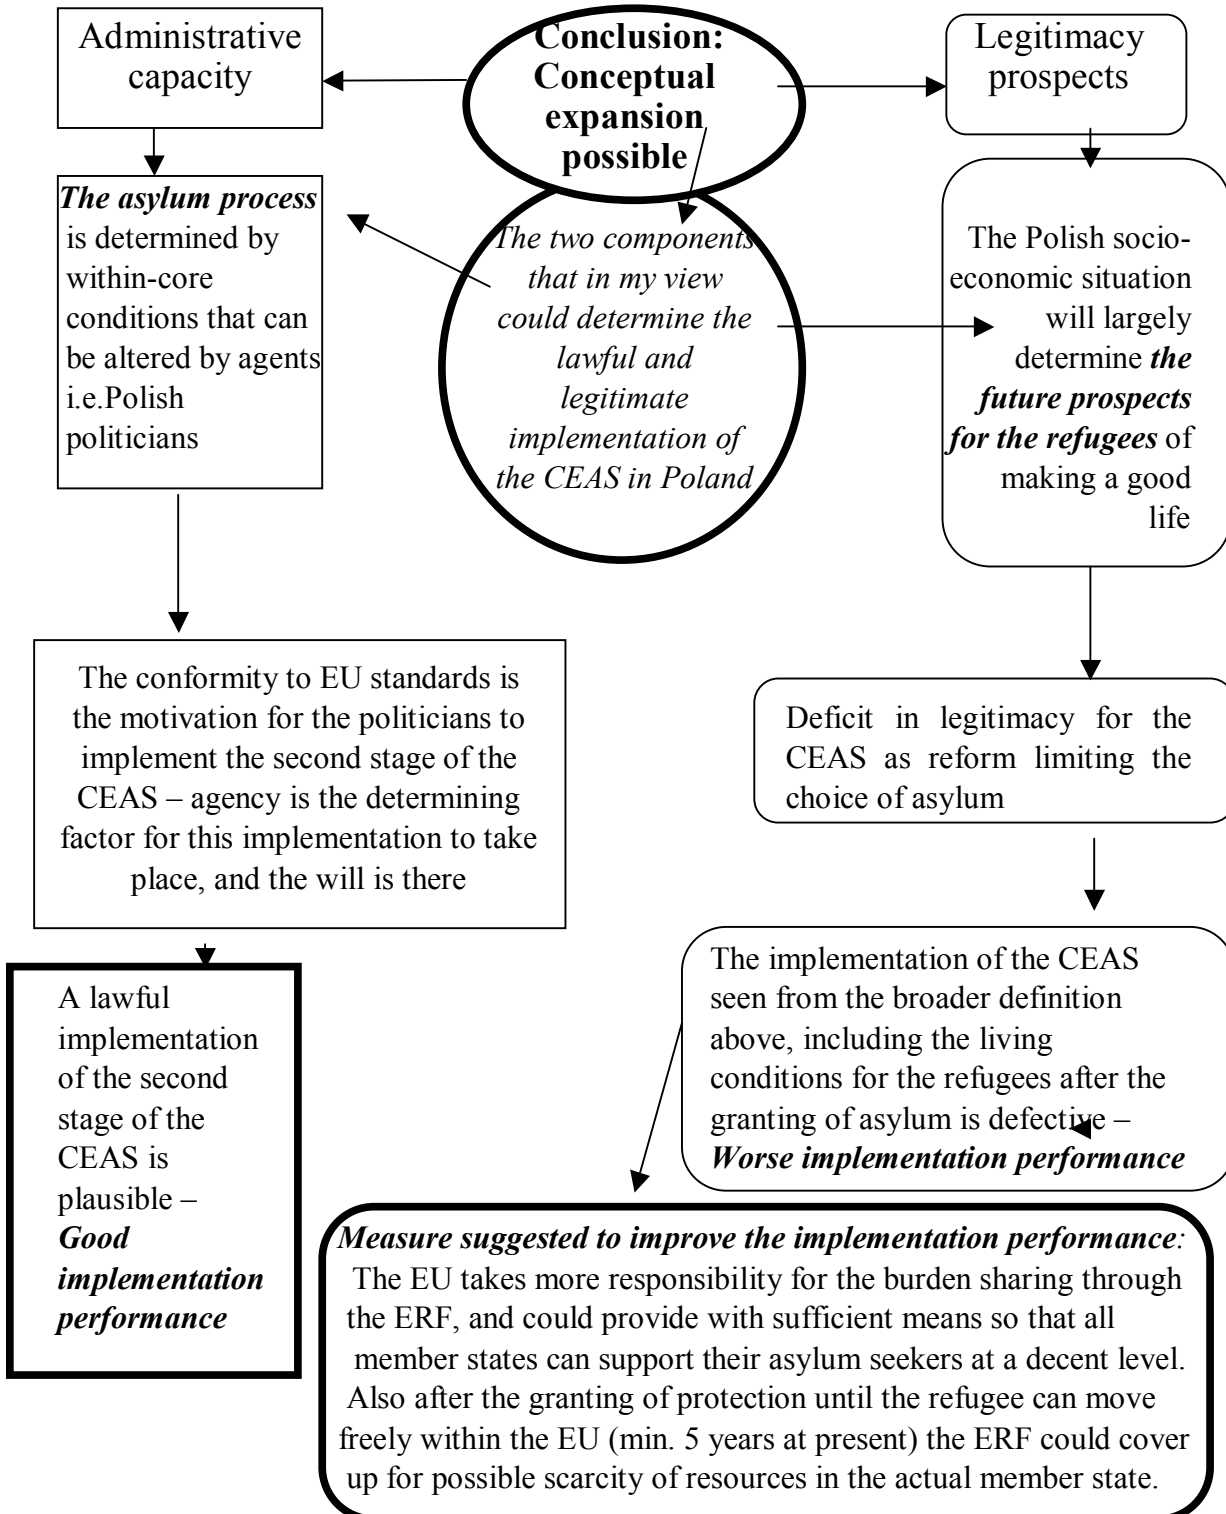 Administrative
capacity
Conclusion:
Conceptual
expansion
possible
Legitimacy
prospects
The asylum process
is determined by
within-core
conditions that can
be altered by agents
i.e.Polish
politicians
The two components
that in my view
could determine the
lawful and
legitimate
implementation of
the CEAS in Poland
The Polish socio-
economic situation
will largely
determine the
future prospects
for the refugees of
making a good
life
The conformity to EU standards is
the motivation for the politicians to
implement the second stage of the
CEAS – agency is the determining
factor for this implementation to take
place, and the will is there
Deficit in legitimacy for the
CEAS as reform limiting the
choice of asylum
A lawful
implementation
of the second
stage of the
CEAS is
plausible –
Good
implementation
performance
The implementation of the CEAS
seen from the broader definition
above, including the living
conditions for the refugees after the
granting of asylum is defective –
Worse implementation performance
Measure suggested to improve the implementation performance:
The EU takes more responsibility for the burden sharing through
the ERF, and could provide with sufficient means so that all
member states can support their asylum seekers at a decent level.
Also after the granting of protection until the refugee can move
freely within the EU (min. 5 years at present) the ERF could cover
up for possible scarcity of resources in the actual member state.